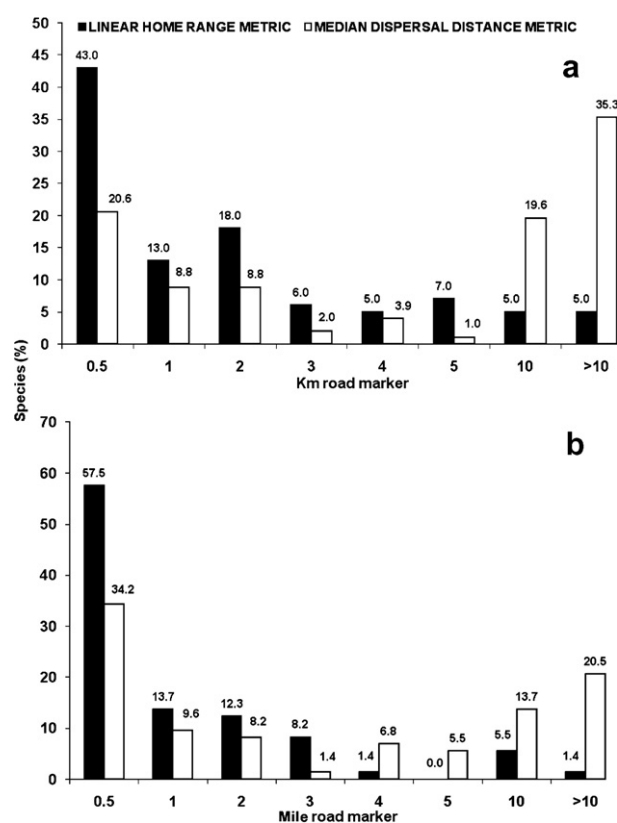 LINEAR HOME RANGE METRIC MEDIAN DISPERSAL DISTANCE METRIC
a
50
45
40
35
30
25
20
15
10
5
0
43.0 20.6 13.0 8.8 18.0 8.8 6.0 2.0 5.0 3.9 7.0 1.0 5.0 19.6 5.0 35.3
0.5 1 2 3 4 5 10 >10
Km road marker
Species (%)
b
70
60
50
40
30
20
10
0
57.5 34.2 13.7 9.6 12.3 8.2 8.2 1.4 1.4 6.8 0.0 5.5 5.5 13.7 1.4 20.5
0.5 1 2 3 4 5 10 >10
Mile road marker